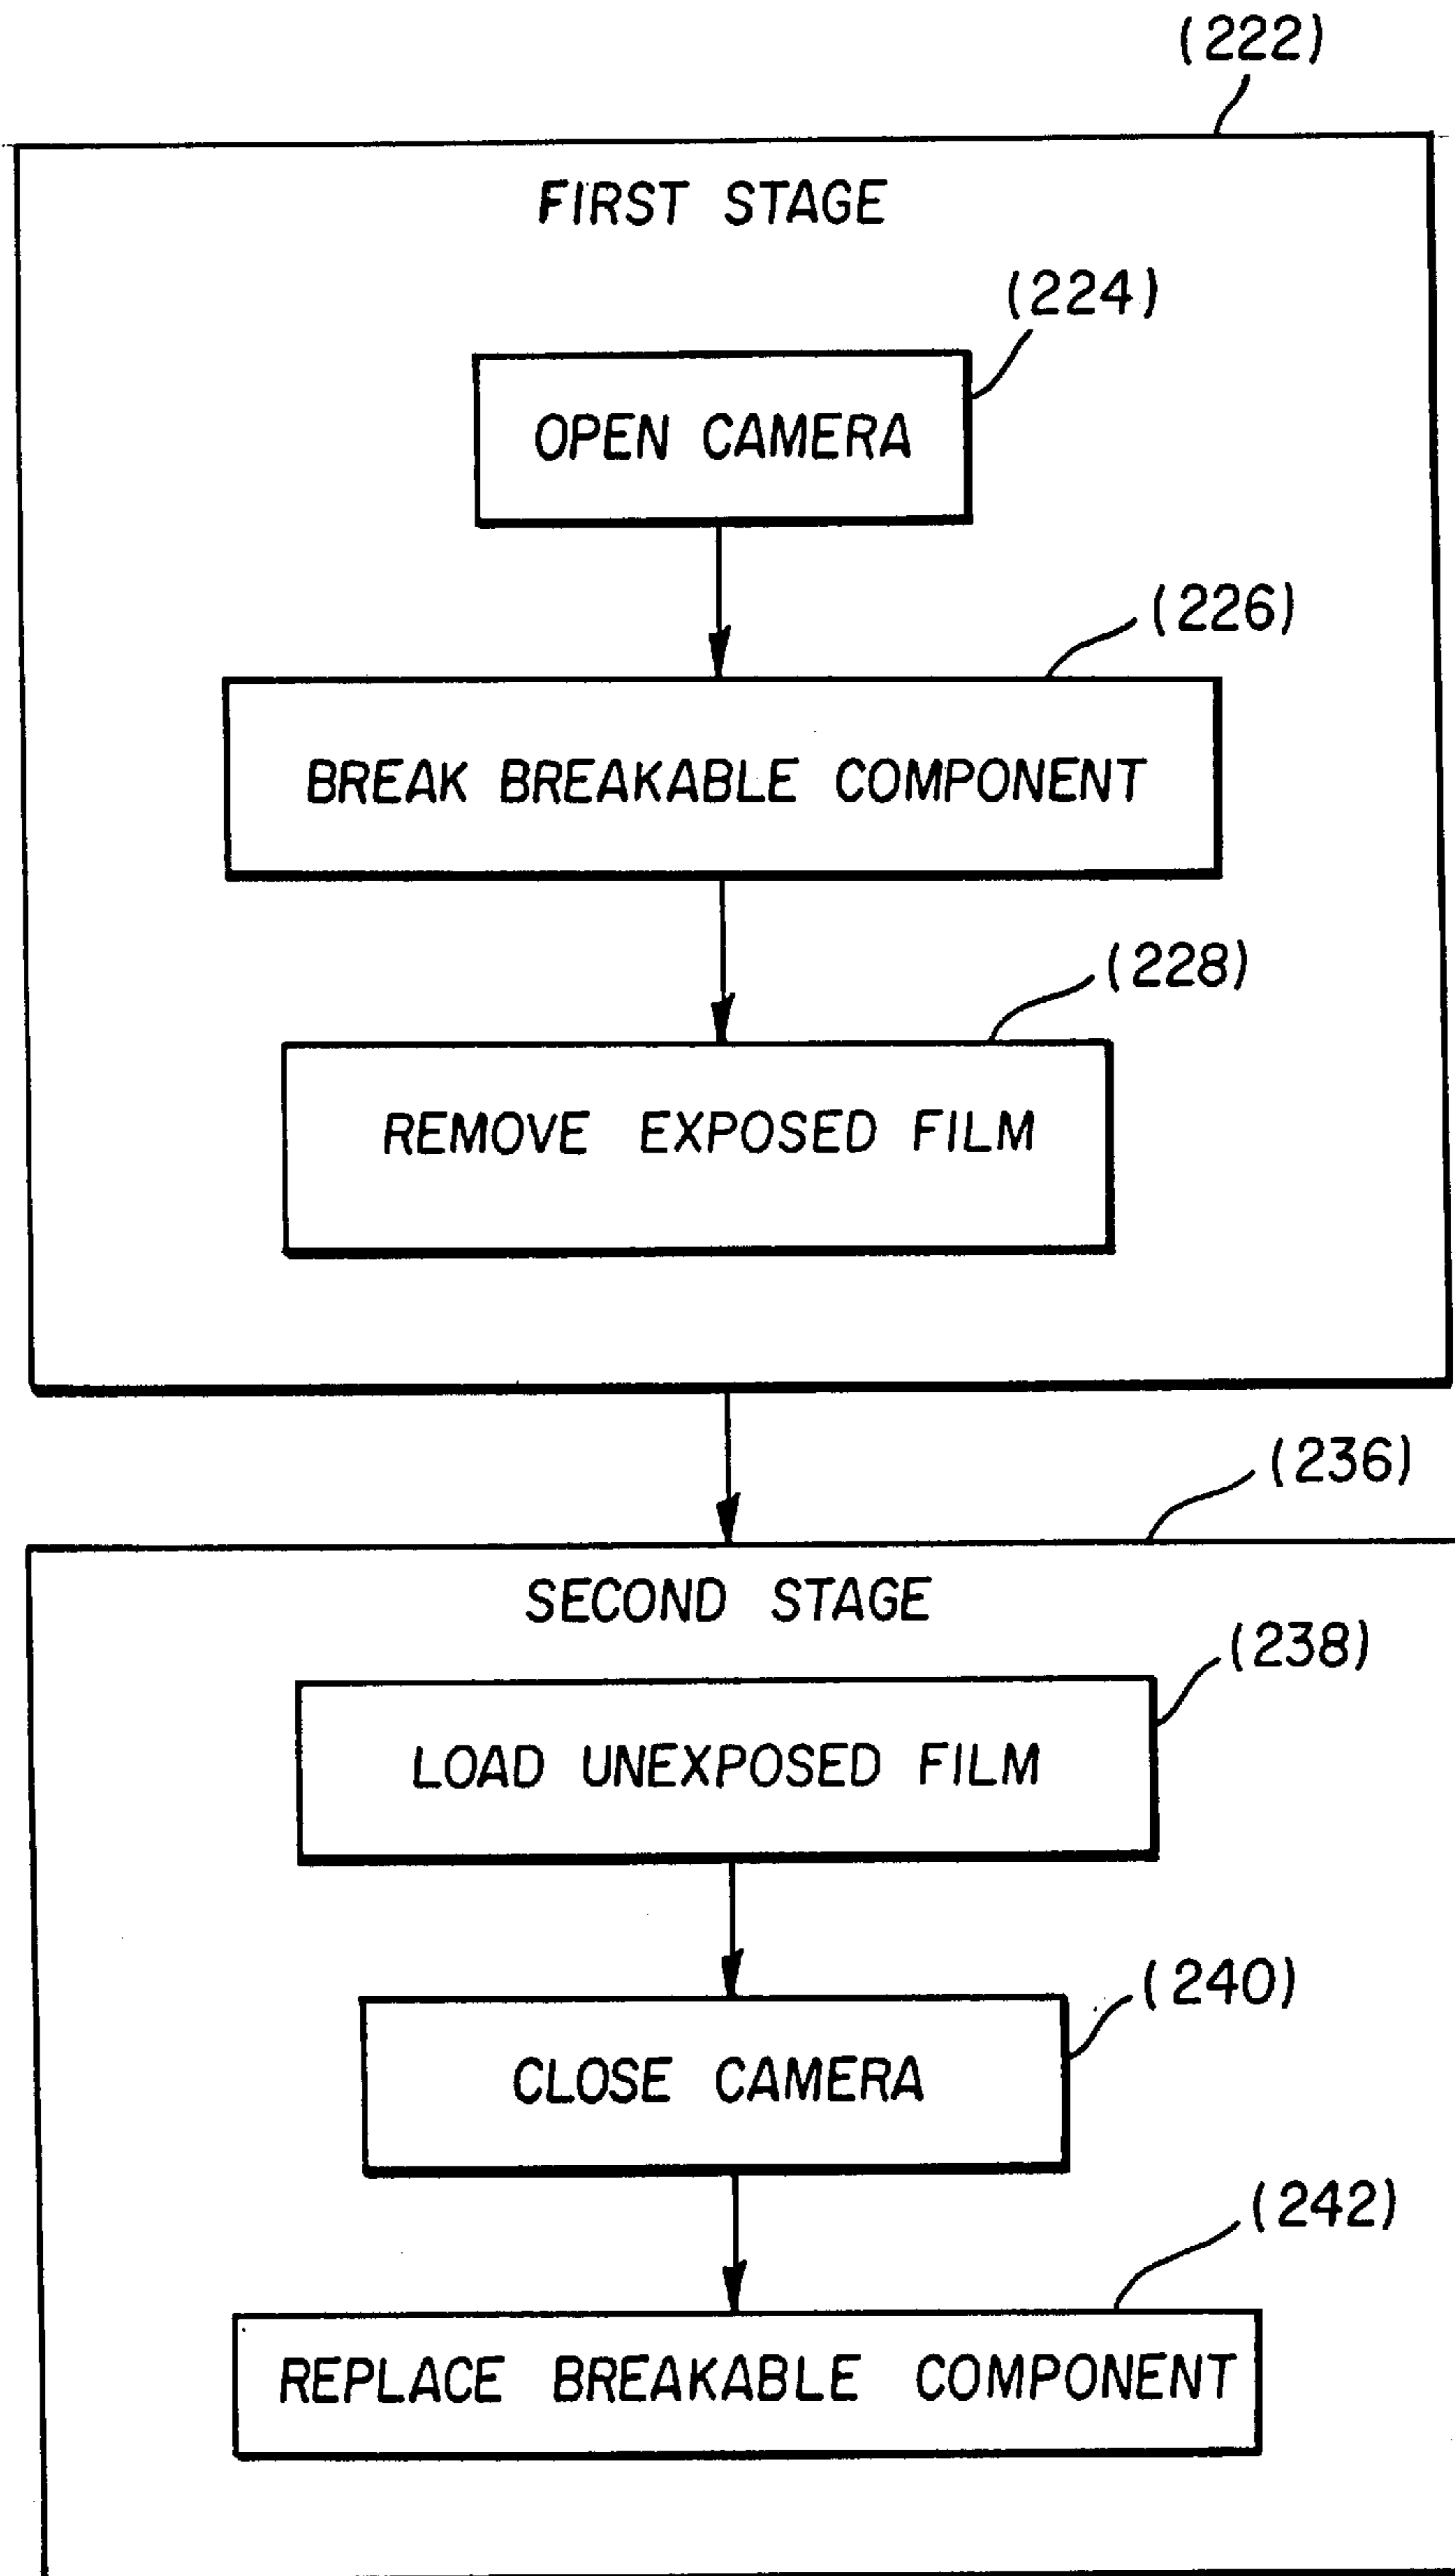 (222)
FIRST STAGE
(224)
OPEN CAMERA
(226)
BREAK BREAKABLE COMPONENT
(228)
REMOVE EXPOSED FILM
(236)
SECOND STAGE
(238)
LOAD UNEXPOSED FILM
(240)
CLOSE CAMERA
(242)
REPLACE BREAKABLE COMPONENT